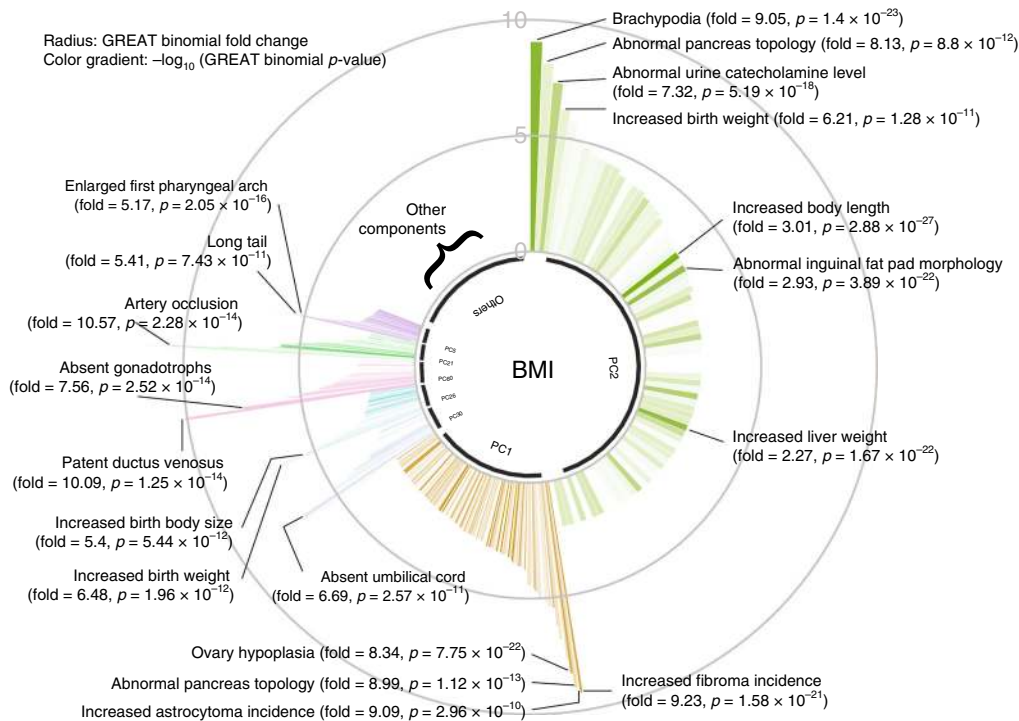 Radius: GREAT binomial fold change
Color gradient: –log10 (GREAT binomial p-value)
10
5
0
Brachypodia (fold = 9.05, p = 1.4 × 10–23)
Abnormal pancreas topology (fold = 8.13, p = 8.8 × 10–12)
Abnormal urine catecholamine level
(fold = 7.32, p = 5.19 × 10–18)
Increased birth weight (fold = 6.21, p = 1.28 × 10–11)
Increased body length
(fold = 3.01, p = 2.88 × 10–27)
Abnormal inguinal fat pad morphology
(fold = 2.93, p = 3.89 × 10–22)
Increased liver weight
(fold = 2.27, p = 1.67 × 10–22)
Increased fibroma incidence
(fold = 9.23, p = 1.58 × 10–21)
Enlarged first pharyngeal arch
(fold = 5.17, p = 2.05 × 10–16)
Long tail
(fold = 5.41, p = 7.43 × 10–11)
Artery occlusion
(fold = 10.57, p = 2.28 × 10–14)
Absent gonadotrophs
(fold = 7.56, p = 2.52 × 10–14)
Patent ductus venosus
(fold = 10.09, p = 1.25 × 10–14)
Increased birth body size
(fold = 5.4, p = 5.44 × 10–12)
Increased birth weight
(fold = 6.48, p = 1.96 × 10–12)
Absent umbilical cord
(fold = 6.69, p = 2.57 × 10–11)
Ovary hypoplasia (fold = 8.34, p = 7.75 × 10–22)
Abnormal pancreas topology (fold = 8.99, p = 1.12 × 10–13)
Increased astrocytoma incidence (fold = 9.09, p = 2.96 × 10–10)
Other
components
Others
PC21
PC60
PC26
PC30
PC1
PC2
BMI